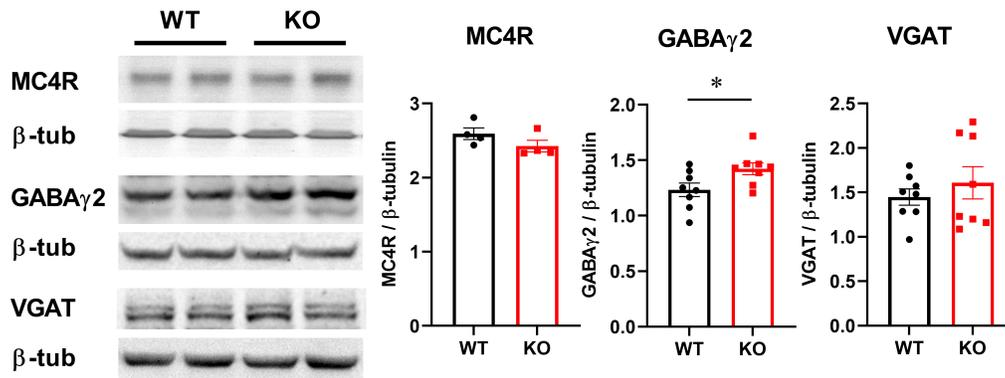 WT KO
MC4R
β-tub
GABAγ2
β-tub
VGAT
β-tub
MC4R
MC4R / β-tubulin
3
2
1
0
WT KO
GABAγ2
*
GABAγ2 / β-tubulin
2.0
1.5
1.0
0.5
0.0
WT KO
VGAT
VGAT / β-tubulin
2.5
2.0
1.5
1.0
0.5
0.0
WT KO